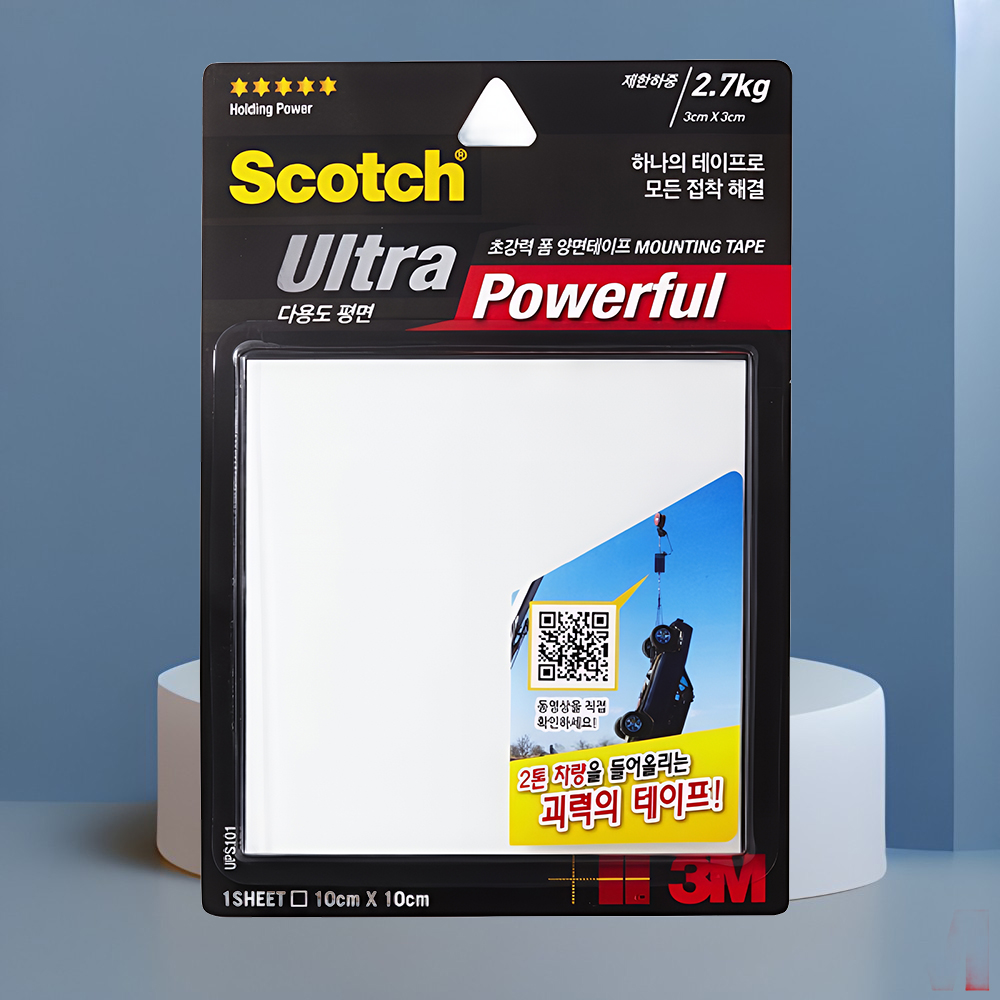 Holding Power
제한하중 2.7kg
3cm X 3cm
Scotch®
하나의 테이프로
모든 접착 해결
Ultra
초강력 폼 양면테이프 MOUNTING TAPE
Powerful
다용도 평면
동영상을 직접
확인하세요!
2톤 차량을 들어올리는
괴력의 테이프!
UPS101
1SHEET □ 10cm X 10cm
3M